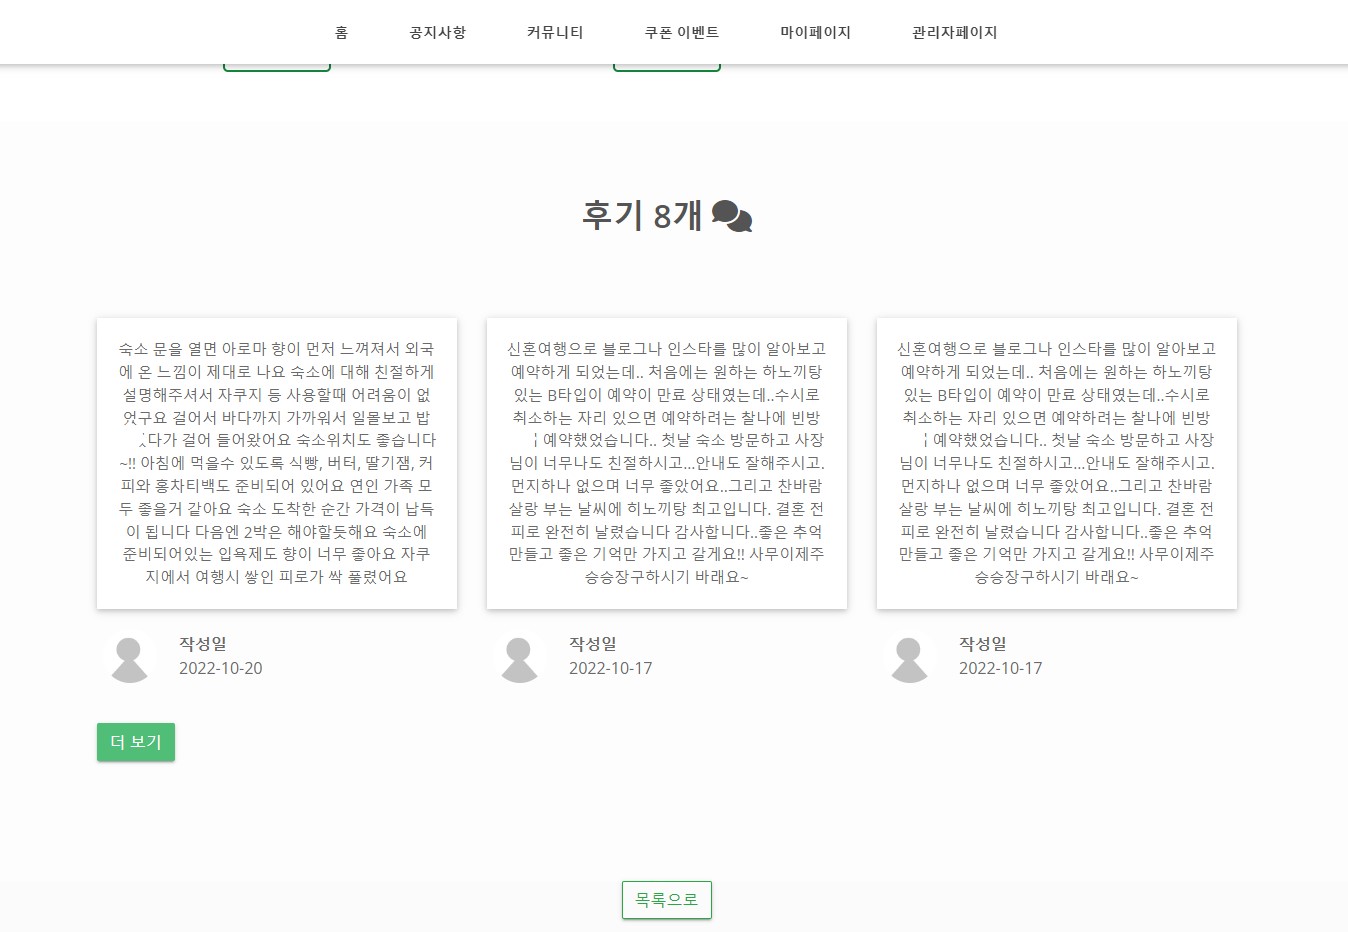 홈
공지사항
커뮤니티
쿠폰 이벤트
마이페이지
관리자페이지
후기 8개
숙소 문을 열면 아로마 향이 먼저 느껴져서 외국
에 온 느낌이 제대로 나요 숙소에 대해 친절하게
설명해주셔서 자쿠지 등 사용할때 어려움이 없
었구요 걸어서 바다까지 가까워서 일몰보고 밥
다가 걸어 들어왔어요 숙소위치도 좋습니다
~!! 아침에 먹을수 있도록 식빵, 버터, 딸기잼, 커
피와 홍차티백도 준비되어 있어요 연인 가족 모
두 좋을거 같아요 숙소 도착한 순간 가격이 납득
이 됩니다 다음엔 2박은 해야할듯해요 숙소에
준비되어있는 입욕제도 향이 너무 좋아요 자쿠
지에서 여행시 쌓인 피로가 싹 풀렸어요
작성일
2022-10-20
신혼여행으로 블로그나 인스타를 많이 알아보고
예약하게 되었는데.. 처음에는 원하는 하노끼탕
있는 B타입이 예약이 만료 상태였는데..수시로
취소하는 자리 있으면 예약하려는 찰나에 빈방
예약했었습니다.. 첫날 숙소 방문하고 사장
님이 너무나도 친절하시고...안내도 잘해주시고.
먼지하나 없으며 너무 좋았어요..그리고 찬바람
살랑 부는 날씨에 히노끼탕 최고입니다. 결혼 전
피로 완전히 날렸습니다 감사합니다..좋은 추억
만들고 좋은 기억만 가지고 갈게요!! 사무이제주
승승장구하시기 바래요~
작성일
2022-10-17
신혼여행으로 블로그나 인스타를 많이 알아보고
예약하게 되었는데.. 처음에는 원하는 하노끼탕
있는 B타입이 예약이 만료 상태였는데..수시로
취소하는 자리 있으면 예약하려는 찰나에 빈방
예약했었습니다.. 첫날 숙소 방문하고 사장
님이 너무나도 친절하시고...안내도 잘해주시고.
먼지하나 없으며 너무 좋았어요..그리고 찬바람
살랑 부는 날씨에 히노끼탕 최고입니다. 결혼 전
피로 완전히 날렸습니다 감사합니다..좋은 추억
만들고 좋은 기억만 가지고 갈게요!! 사무이제주
승승장구하시기 바래요~
작성일
2022-10-17
더 보기
목록으로